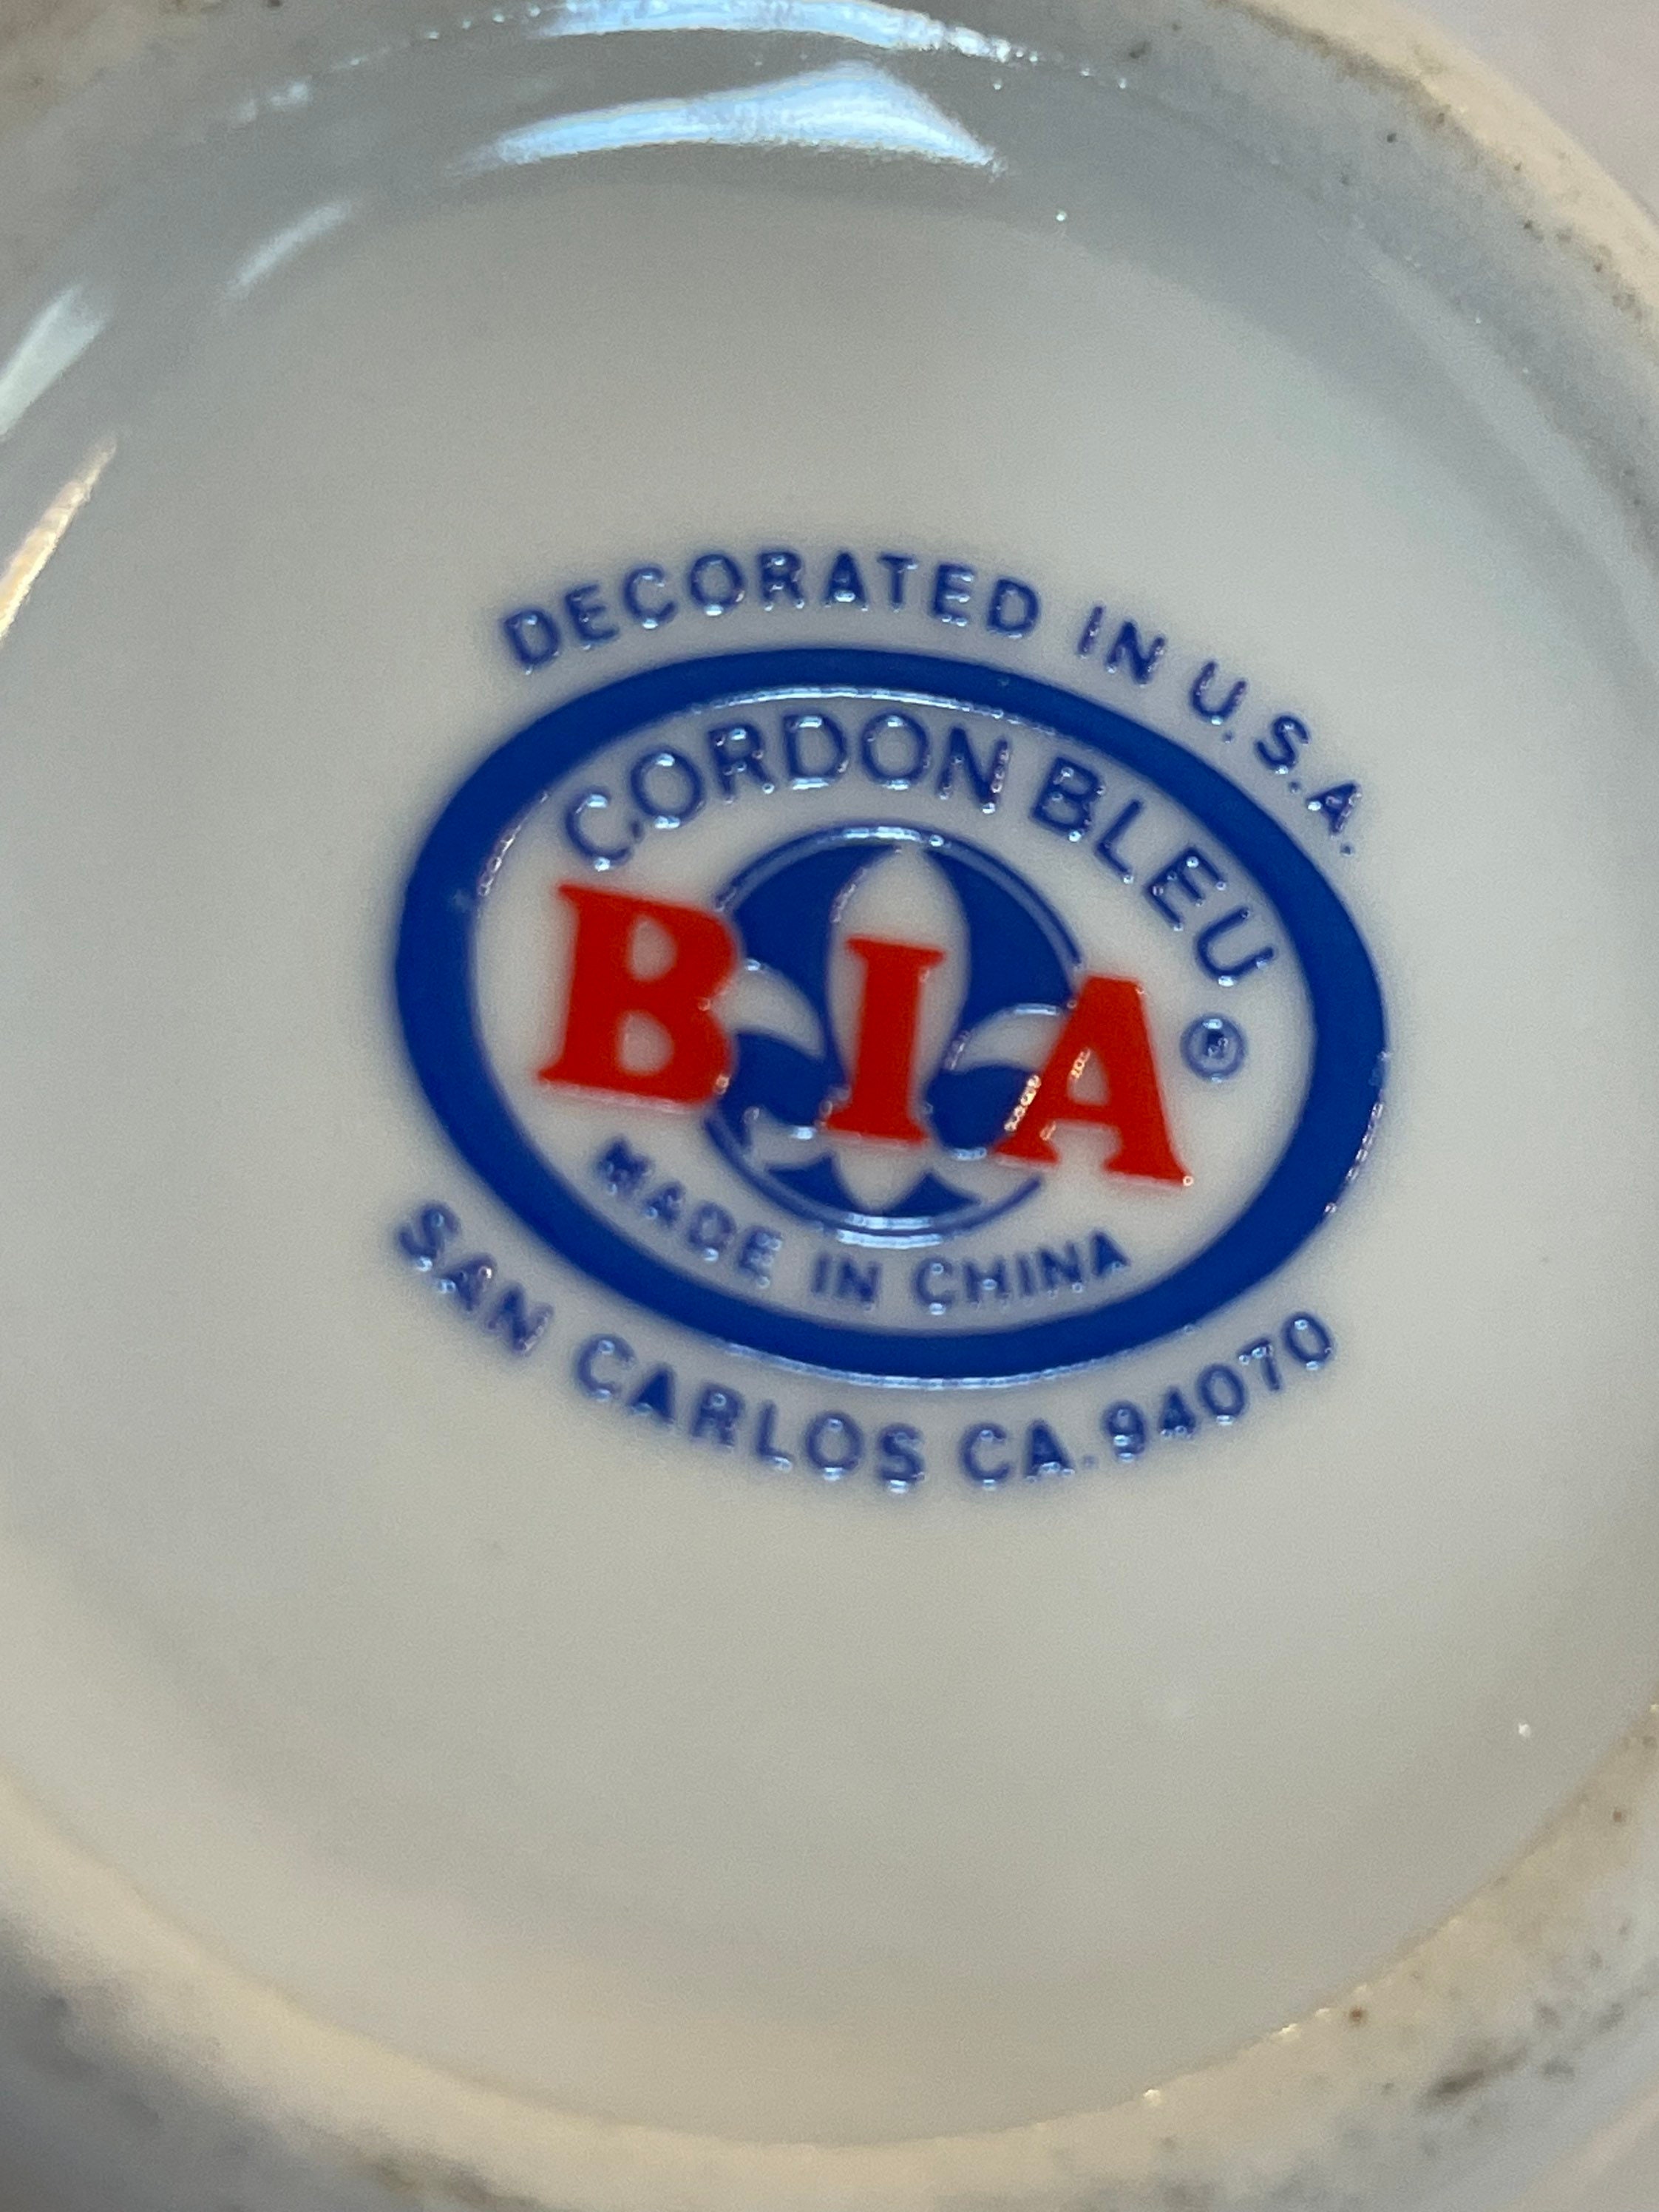 DECORATED IN U.S.A.
CORDON BLEU
BIA ®
MADE IN CHINA
SAN CARLOS CA. 94070